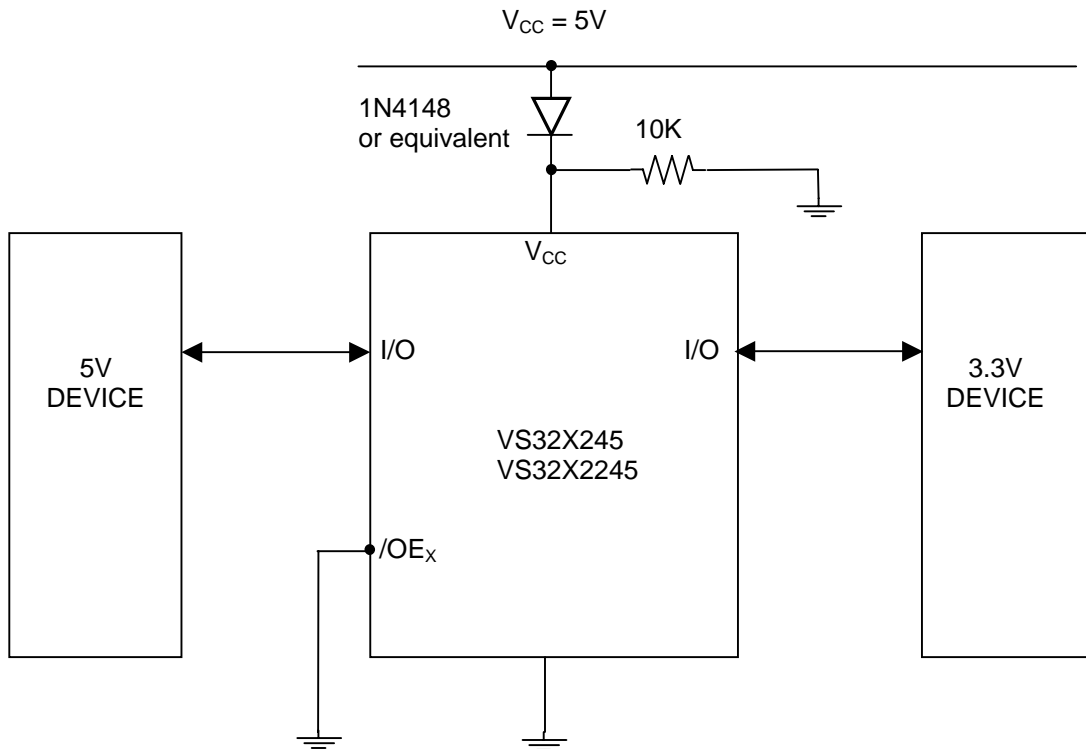 V_CC = 5V
1N4148
or equivalent
10K
V_CC
I/O
I/O
5V
DEVICE
3.3V
DEVICE
VS32X245
VS32X2245
/OE_X